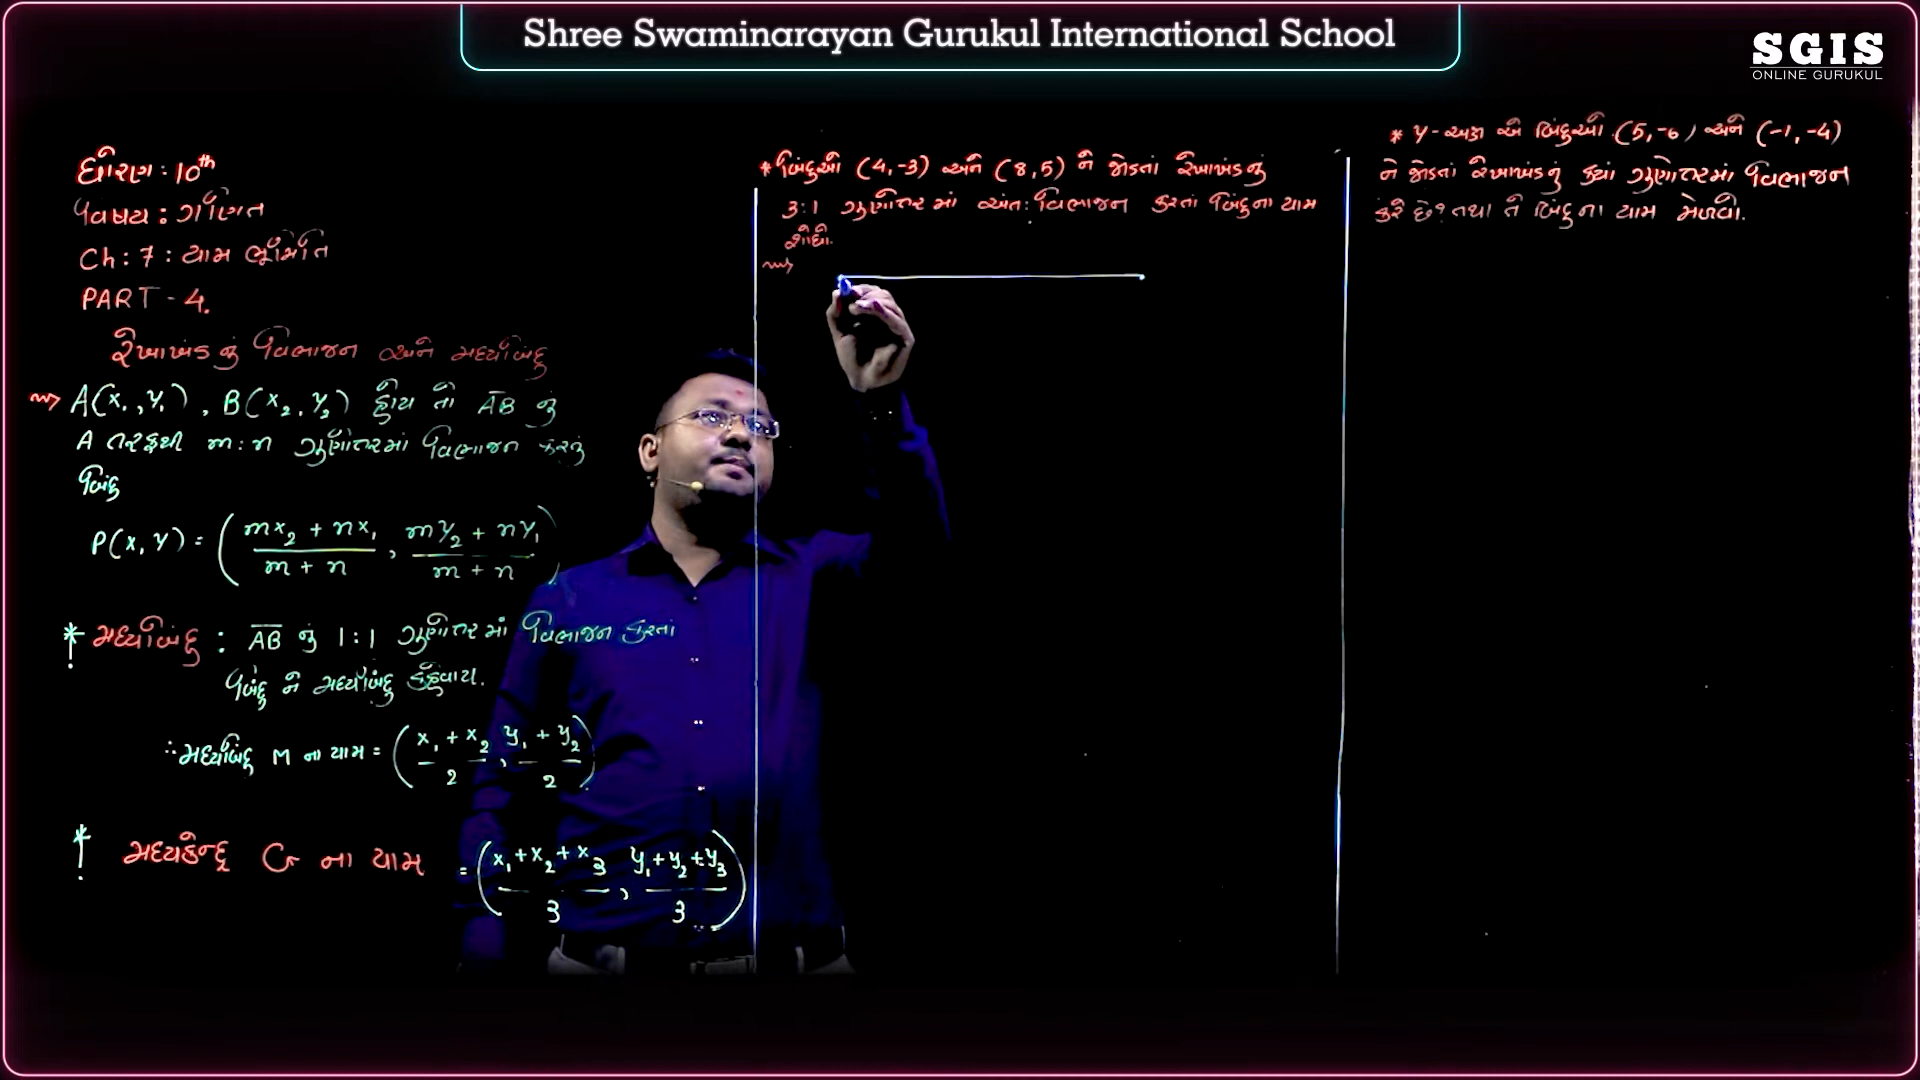 Shree Swaminarayan Gurukul International School
SGIS
ONLINE GURUKUL
ધોરણ : 10th
વિષય : ગણિત
Ch : 7 : યામ ભૂમિતિ
PART - 4.
રેખાખંડનું વિભાજન અને મધ્યબિંદુ
A(x₁, y₁) , B(x₂, y₂) હોય તો A̅B̅ નું
A તરફથી m : n ગુણોત્તરમાં વિભાજન કરતું
બિંદુ
P(x, y) = ( mx₂ + nx₁ / m + n , my₂ + ny₁ / m + n )
* મધ્યબિંદુ : A̅B̅ નું 1 : 1 ગુણોત્તરમાં વિભાજન કરતાં
બિંદુ ને મધ્યબિંદુ કહેવાય.
∴ મધ્યબિંદુ M ના યામ = ( x₁ + x₂ / 2 , y₁ + y₂ / 2 )
* મધ્યકેન્દ્ર G ના યામ = ( x₁ + x₂ + x₃ / 3 , y₁ + y₂ + y₃ / 3 )
* બિંદુઓ (4, -3) અને (8, 5) ને જોડતાં રેખાખંડનું
3 : 1 ગુણોત્તરમાં અંત: વિભાજન કરતાં બિંદુના યામ
શોધો.
* y - અક્ષ એ બિંદુઓ (5, -6) અને (-1, -4)
ને જોડતાં રેખાખંડનું કયાં ગુણોત્તરમાં વિભાજન
કરે છે? તથા તે બિંદુના યામ મેળવો.